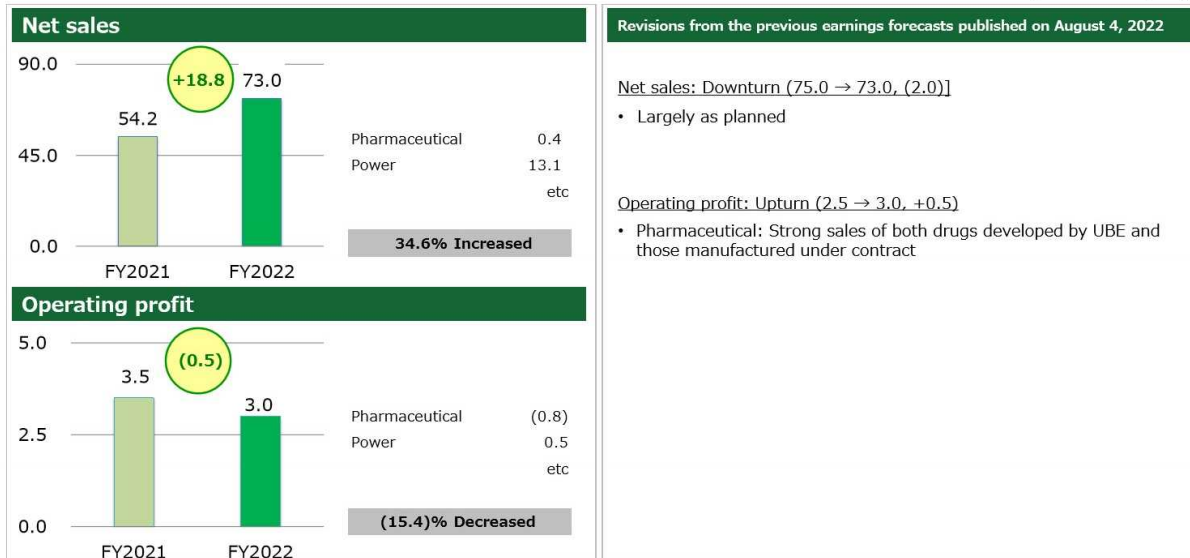 Net sales
90.0
+18.8
73.0
54.2
45.0
0.0
FY2021 FY2022
Pharmaceutical 0.4
Power 13.1
etc
34.6% Increased
Operating profit
5.0
(0.5)
3.5
3.0
2.5
0.0
FY2021 FY2022
Pharmaceutical (0.8)
Power 0.5
etc
(15.4)% Decreased
Revisions from the previous earnings forecasts published on August 4, 2022
Net sales: Downturn (75.0 → 73.0, (2.0)]
• Largely as planned
Operating profit: Upturn (2.5 → 3.0, +0.5)
• Pharmaceutical: Strong sales of both drugs developed by UBE and
those manufactured under contract